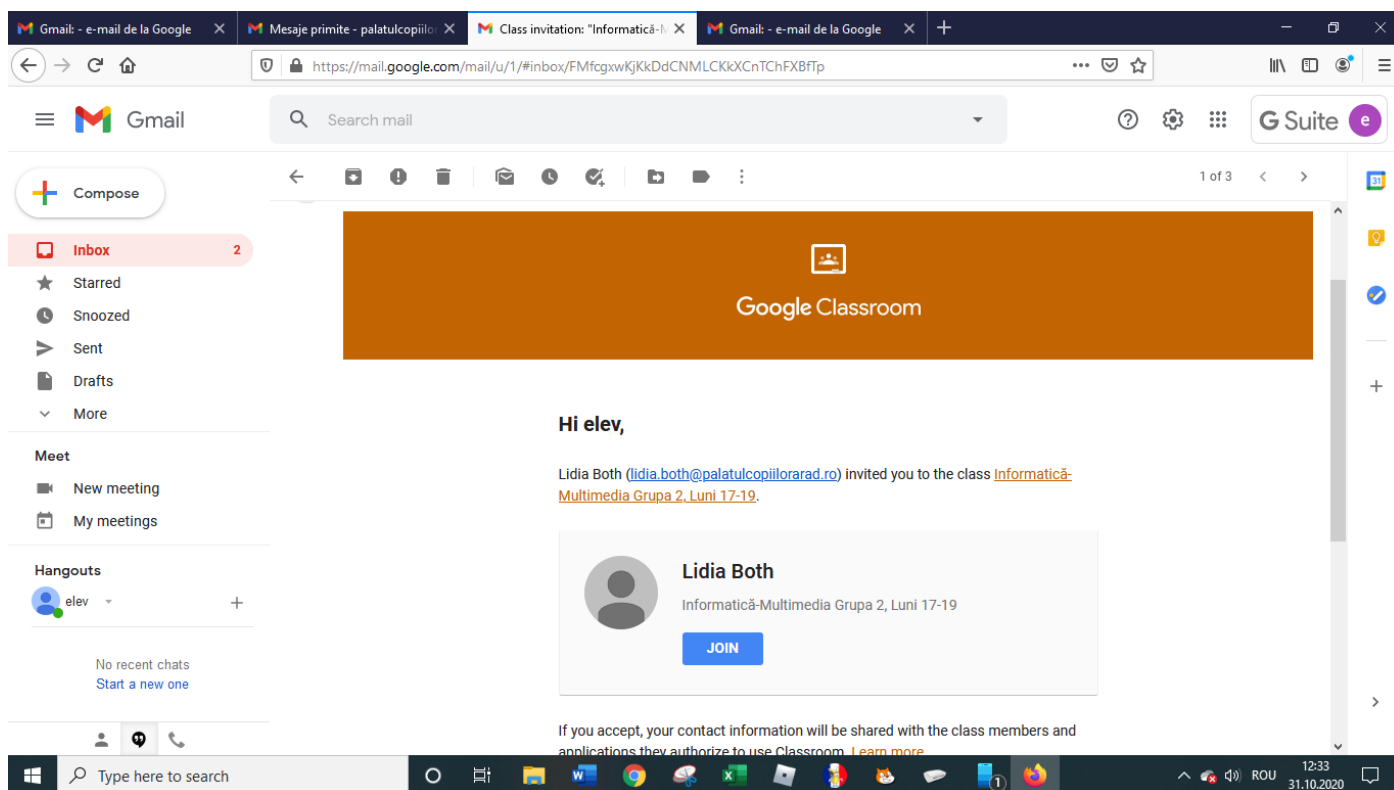 Gmail: - e-mail de la Google
Mesaje primite - palatulcopiilor
Class invitation: "Informatică-M
Gmail: - e-mail de la Google
https://mail.google.com/mail/u/1/#inbox/FMfcgxwKjKkDdCNMLCKkXCnTChFXBfTp
Gmail
Search mail
G Suite
e
Compose
1 of 3
31
Inbox 2
Starred
Snoozed
Sent
Drafts
More
Meet
New meeting
My meetings
Hangouts
elev
No recent chats
Start a new one
Google Classroom
Hi elev,
Lidia Both (lidia.both@palatulcopiilorarad.ro) invited you to the class Informatică-
Multimedia Grupa 2, Luni 17-19.
Lidia Both
Informatică-Multimedia Grupa 2, Luni 17-19
JOIN
If you accept, your contact information will be shared with the class members and
applications they authorize to use Classroom. Learn more
Type here to search
1
ROU
12:33
31.10.2020